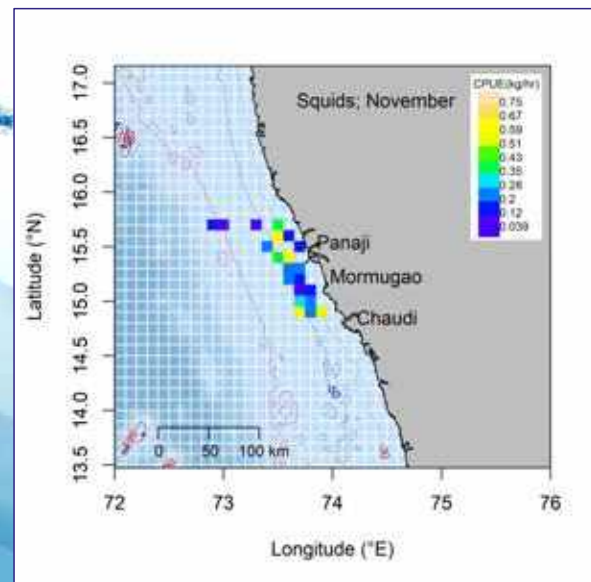 Squids; November
CPUE(kg/hr)
0.75
0.67
0.59
0.51
0.43
0.35
0.28
0.2
0.12
0.039
Panaji
Mormugao
Chaudi
17.0
16.5
16.0
15.5
15.0
14.5
14.0
13.5
Latitude (°N)
0 50 100 km
72 73 74 75 76
Longitude (°E)